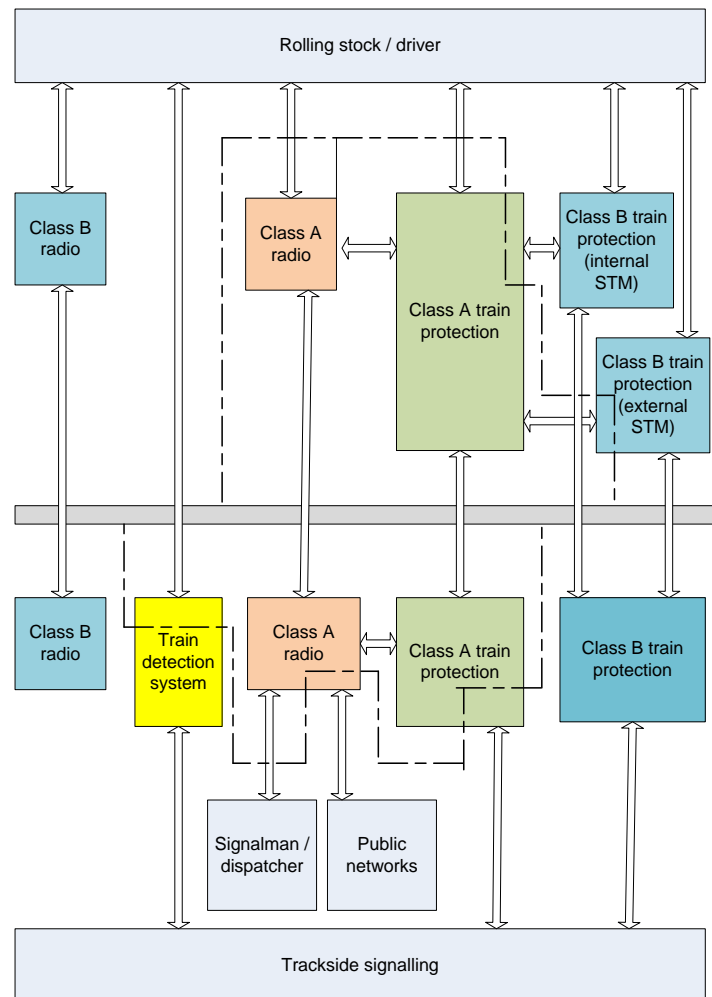 Rolling stock / driver
Class B
radio
Class A
radio
Class A train
protection
Class B train
protection
(internal
STM)
Class B train
protection
(external
STM)
Class B
radio
Train
detection
system
Class A
radio
Class A train
protection
Class B train
protection
Signalman /
dispatcher
Public
networks
Trackside signalling